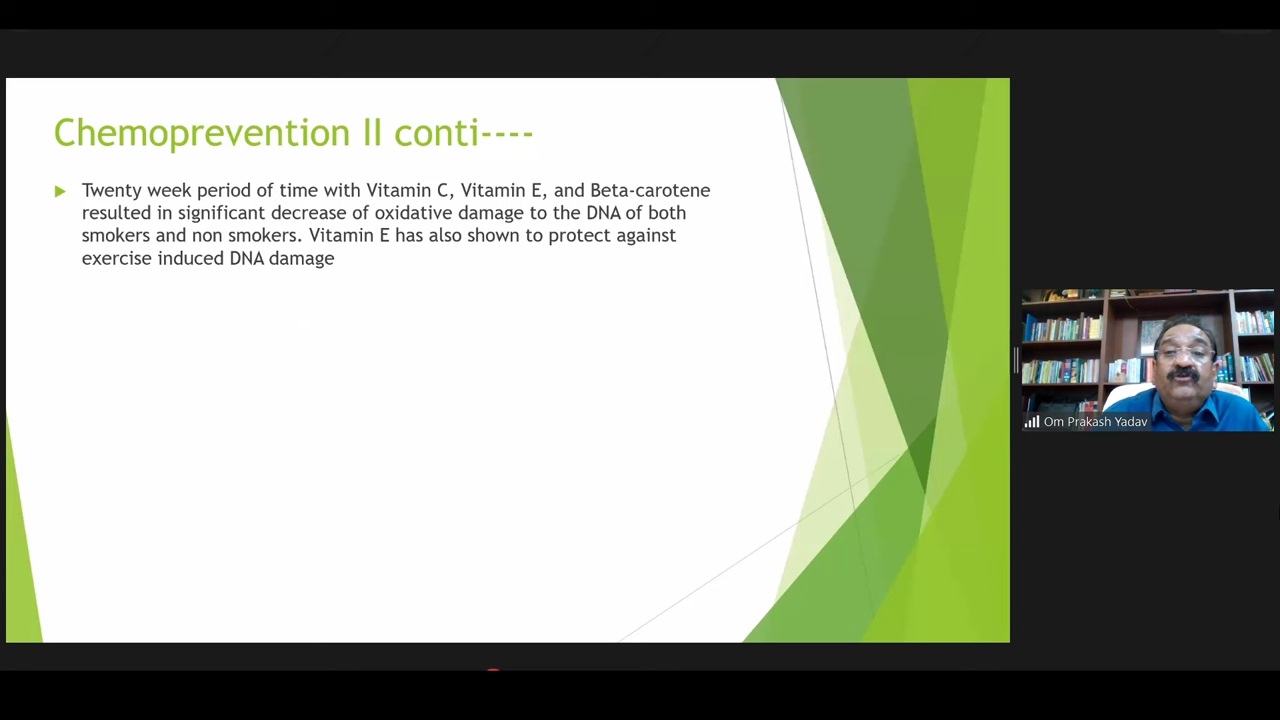 Chemoprevention II conti----
Twenty week period of time with Vitamin C, Vitamin E, and Beta-carotene
resulted in significant decrease of oxidative damage to the DNA of both
smokers and non smokers. Vitamin E has also shown to protect against
exercise induced DNA damage
Om Prakash Yadav